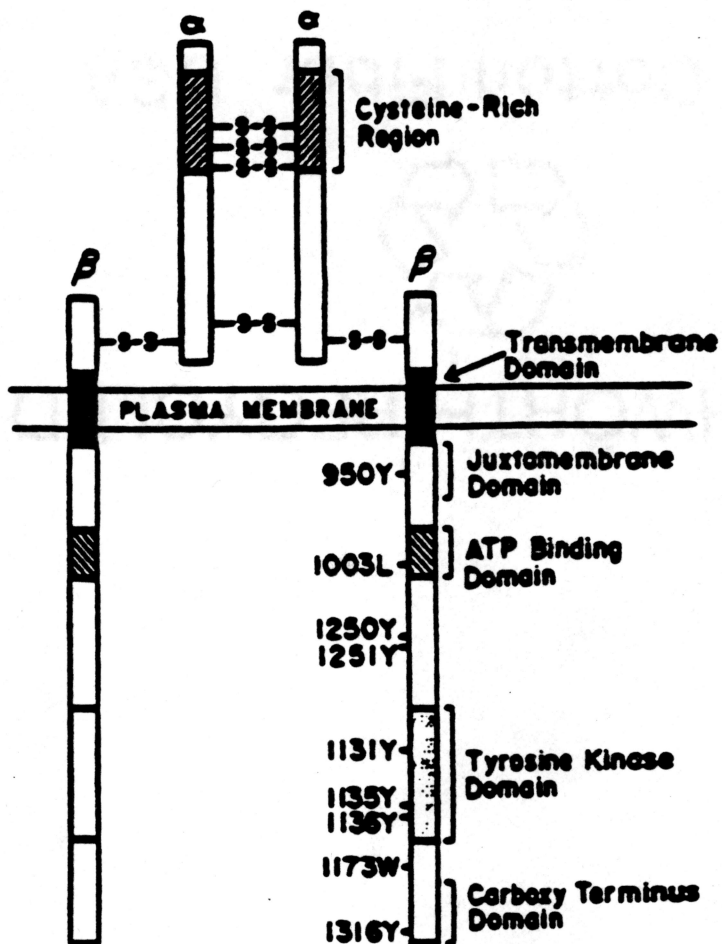 α α
Cysteine-Rich
Region
S-S
S-S
S-S
β β
S-S S-S S-S
Transmembrane
Domain
PLASMA MEMBRANE
950Y
Juxtamembrane
Domain
1003L
ATP Binding
Domain
1250Y
1251Y
1131Y
Tyrosine Kinase
Domain
1135Y
1136Y
1173W
Carboxy Terminus
Domain
1316Y